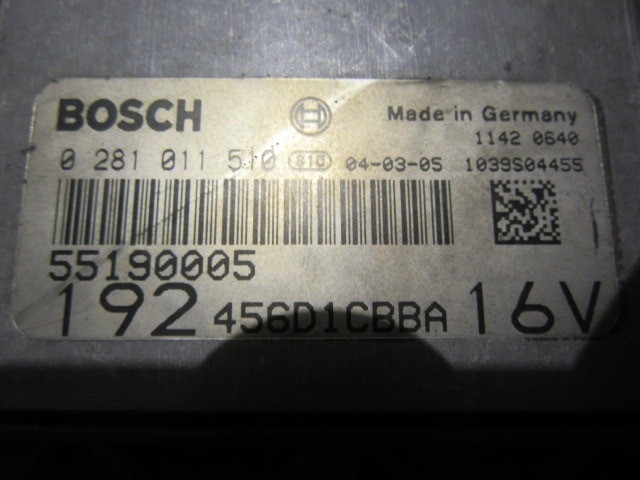 BOSCH Made in Germany
1142 0640
0 281 011 510 04-03-05 1039S04455
55190005
192 456D1CBBA 16V